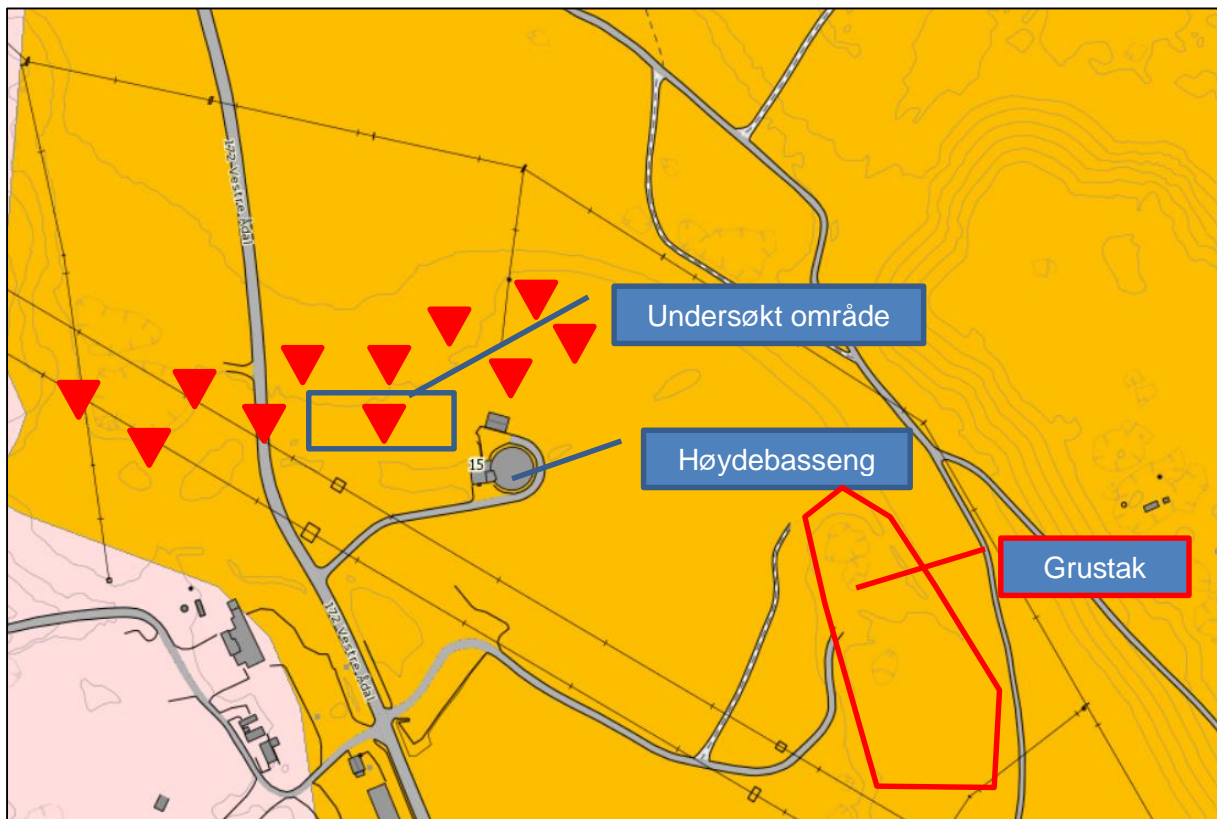 172 Vestre Ådal
Undersøkt område
Høydebasseng
15
Grustak
172 Vestre Ådal